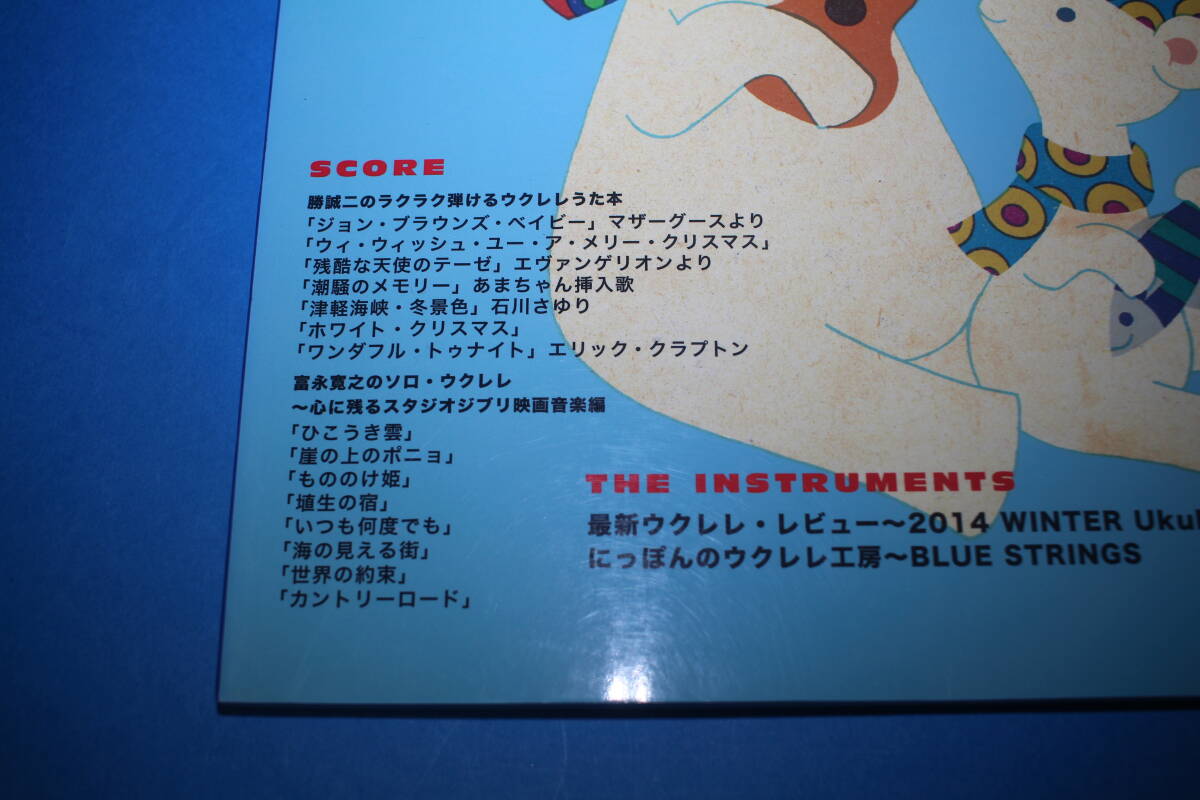 SCORE
勝誠二のラクラク弾けるウクレレうた本
「ジョン・ブラウンズ・ベイビー」マザーグースより
「ウィ・ウィッシュ・ユー・ア・メリー・クリスマス」
「残酷な天使のテーゼ」エヴァンゲリオンより
「潮騒のメモリー」あまちゃん挿入歌
「津軽海峡・冬景色」石川さゆり
「ホワイト・クリスマス」
「ワンダフル・トゥナイト」エリック・クラプトン
富永寛之のソロ・ウクレレ
〜心に残るスタジオジブリ映画音楽編
「ひこうき雲」
「崖の上のポニョ」
「もののけ姫」
「埴生の宿」
「いつも何度でも」
「海の見える街」
「世界の約束」
「カントリーロード」
THE INSTRUMENTS
最新ウクレレ・レビュー〜2014 WINTER
にっぽんのウクレレ工房〜BLUE STRINGS